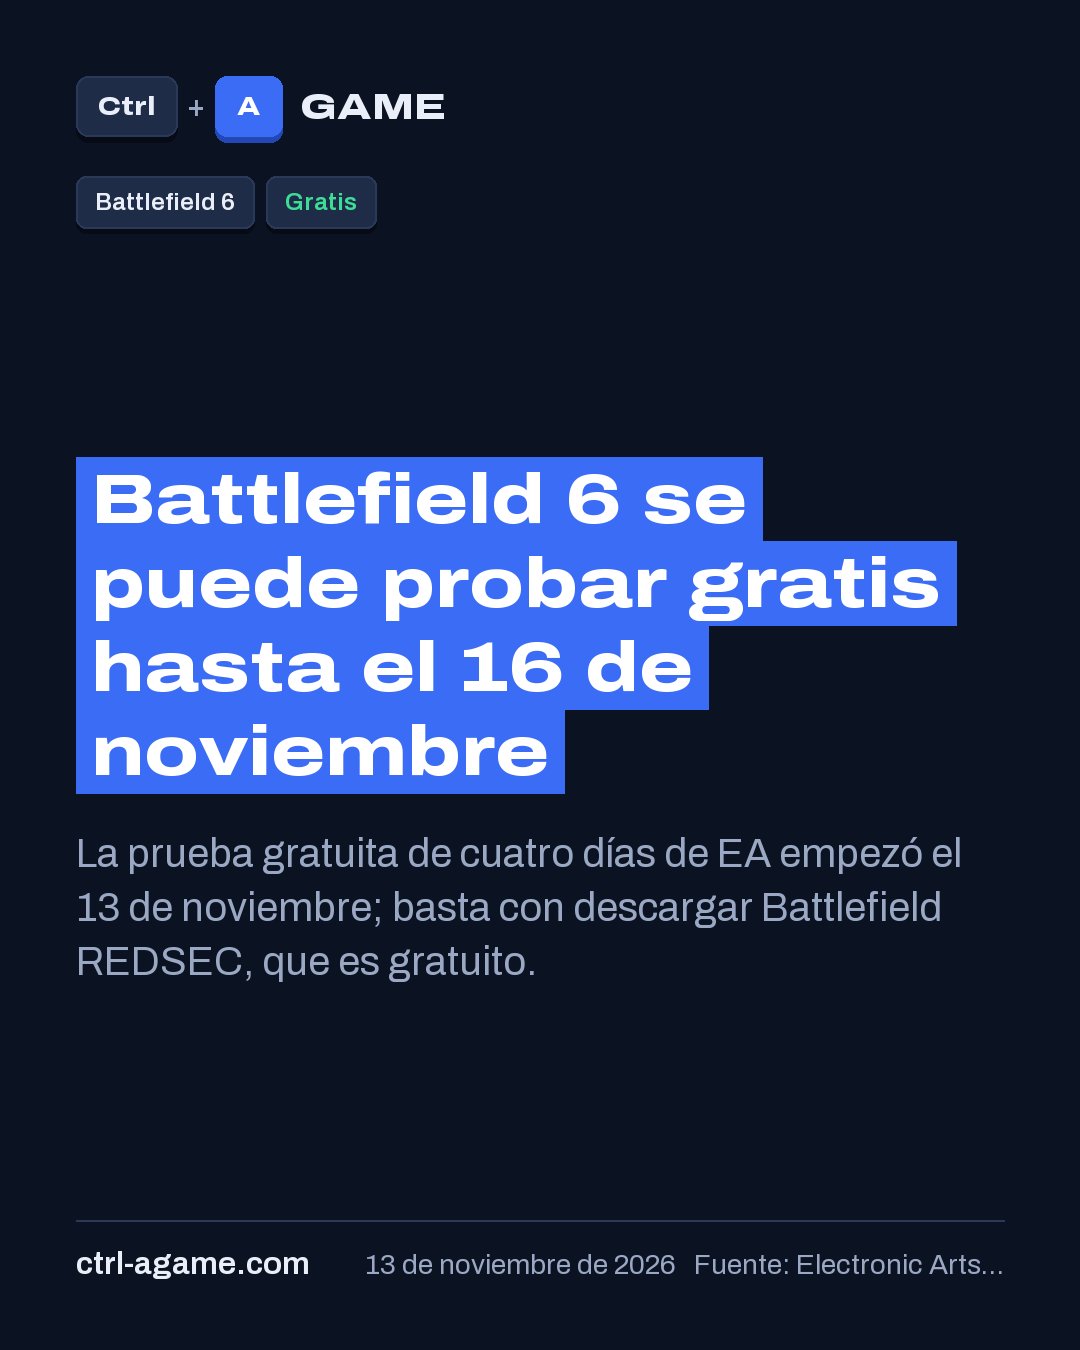 Ctrl + A GAME
Battlefield 6 Gratis
Battlefield 6 se
puede probar gratis
hasta el 16 de
noviembre
La prueba gratuita de cuatro días de EA empezó el
13 de noviembre; basta con descargar Battlefield
REDSEC, que es gratuito.
ctrl-agame.com 13 de noviembre de 2026 Fuente: Electronic Arts...